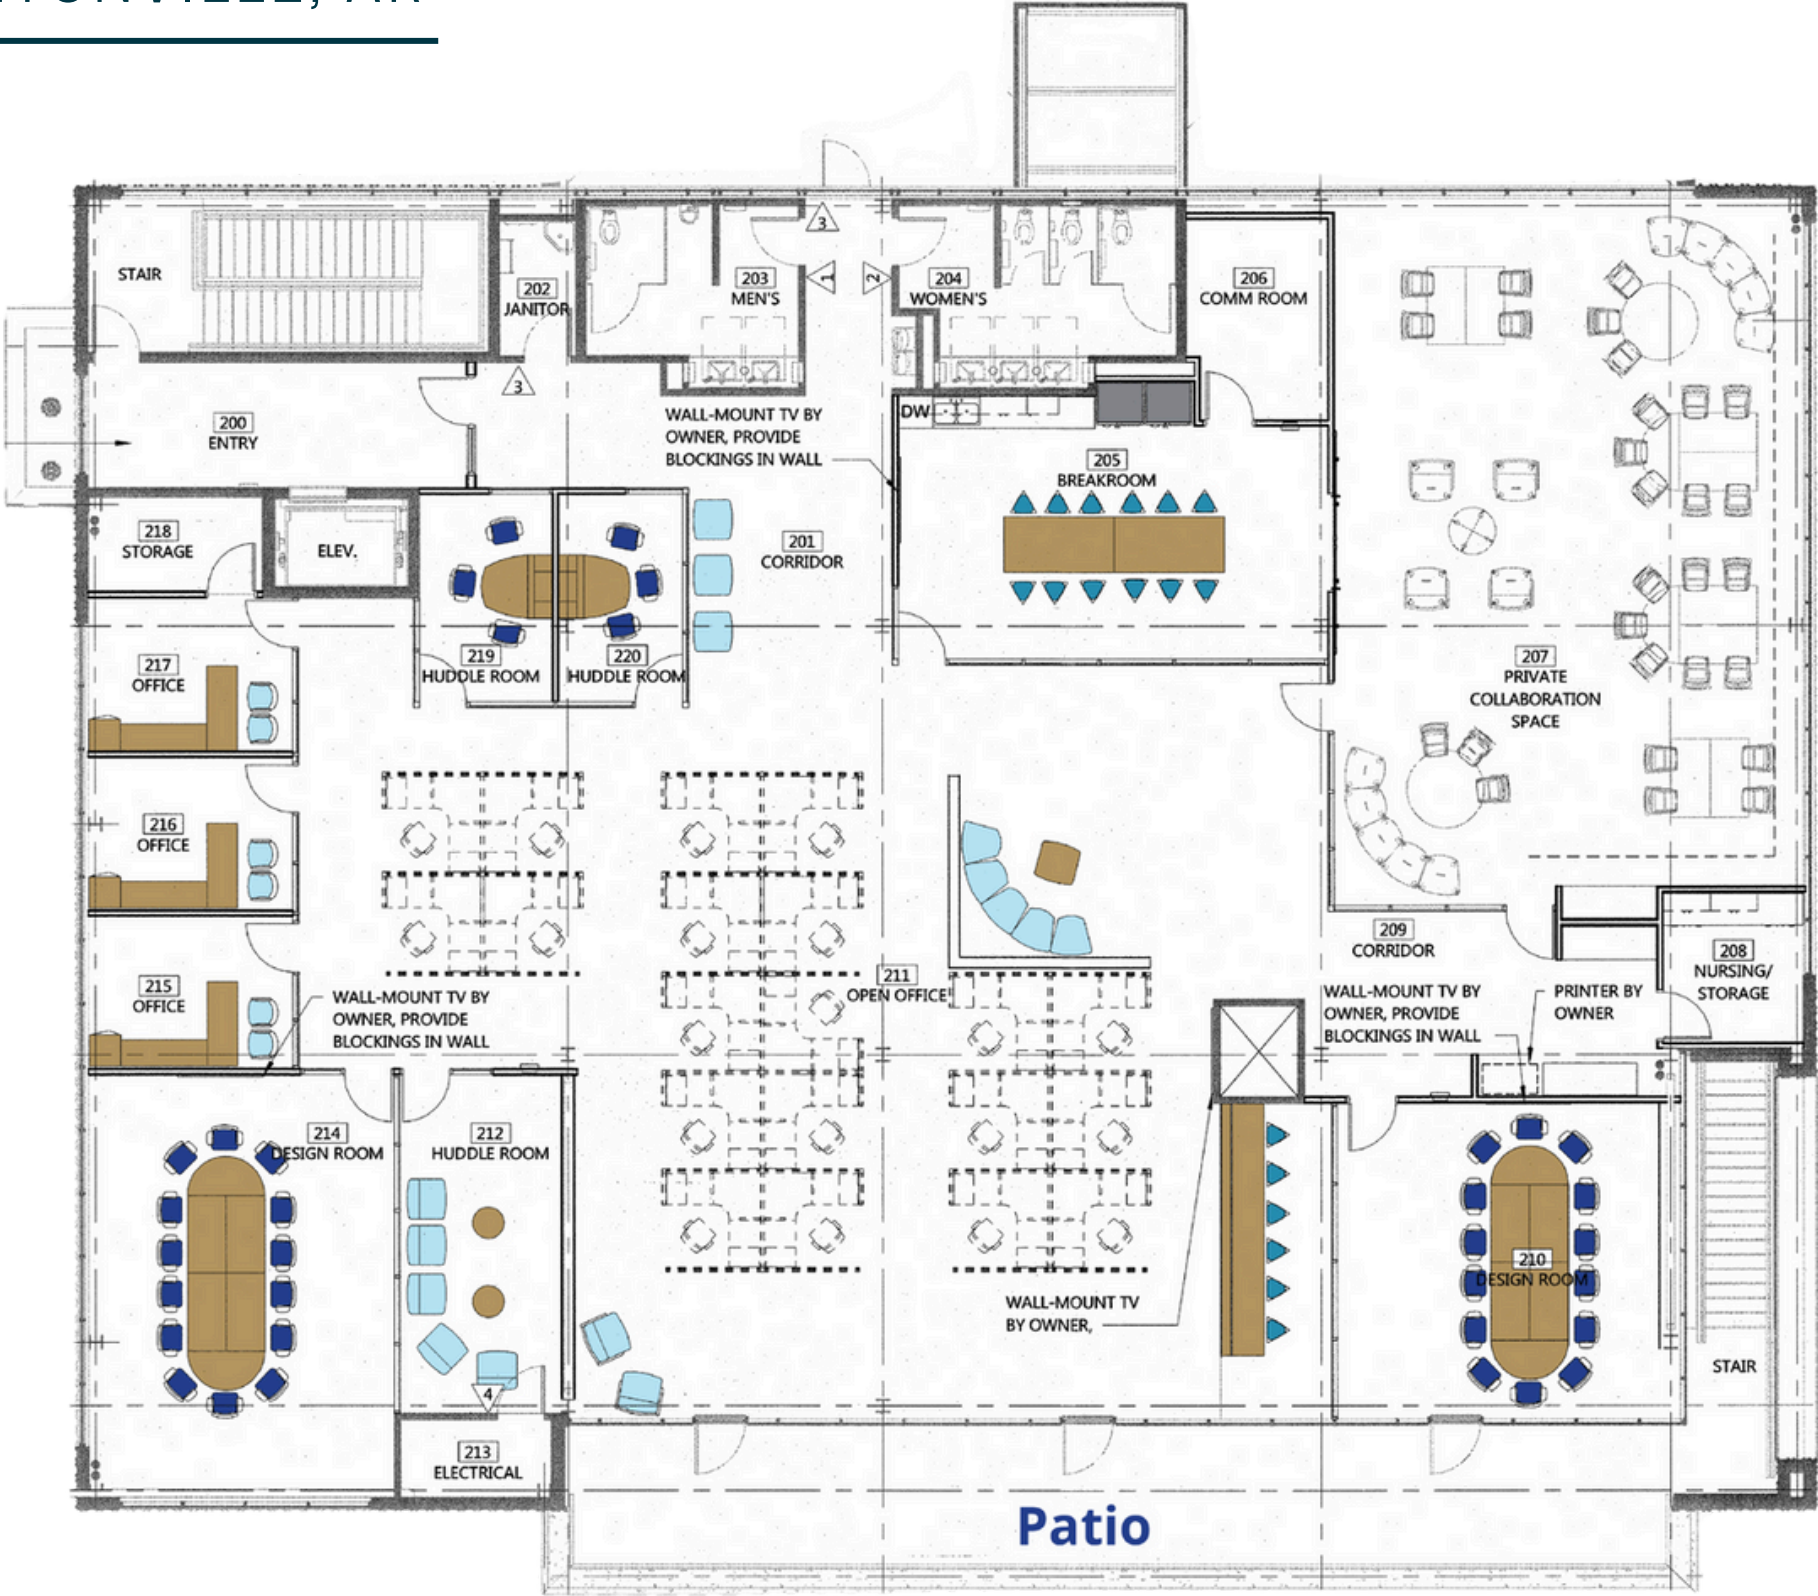 3
STAIR
202
JANITOR
203
MEN'S
1
2
204
WOMEN'S
206
COMM ROOM
3
200
ENTRY
WALL-MOUNT TV BY
OWNER, PROVIDE
BLOCKINGS IN WALL
DW
205
BREAKROOM
218
STORAGE
ELEV.
201
CORRIDOR
219
HUDDLE ROOM
220
HUDDLE ROOM
217
OFFICE
207
PRIVATE
COLLABORATION
SPACE
216
OFFICE
215
OFFICE
WALL-MOUNT TV BY
OWNER, PROVIDE
BLOCKINGS IN WALL
211
OPEN OFFICE
209
CORRIDOR
208
NURSING/
STORAGE
WALL-MOUNT TV BY
OWNER, PROVIDE
BLOCKINGS IN WALL
PRINTER BY
OWNER
214
DESIGN ROOM
212
HUDDLE ROOM
210
DESIGN ROOM
WALL-MOUNT TV
BY OWNER,
STAIR
4
213
ELECTRICAL
Patio